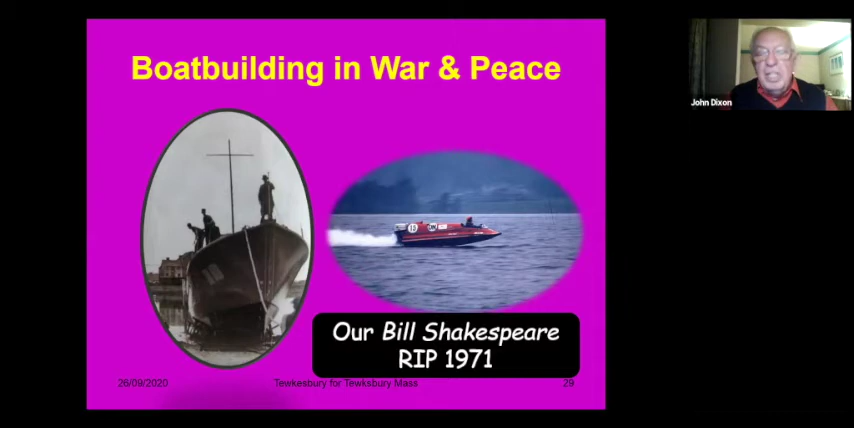 Boatbuilding in War & Peace
John Dixon
Our Bill Shakespeare
RIP 1971
26/09/2020
Tewkesbury for Tewksbury Mass
29